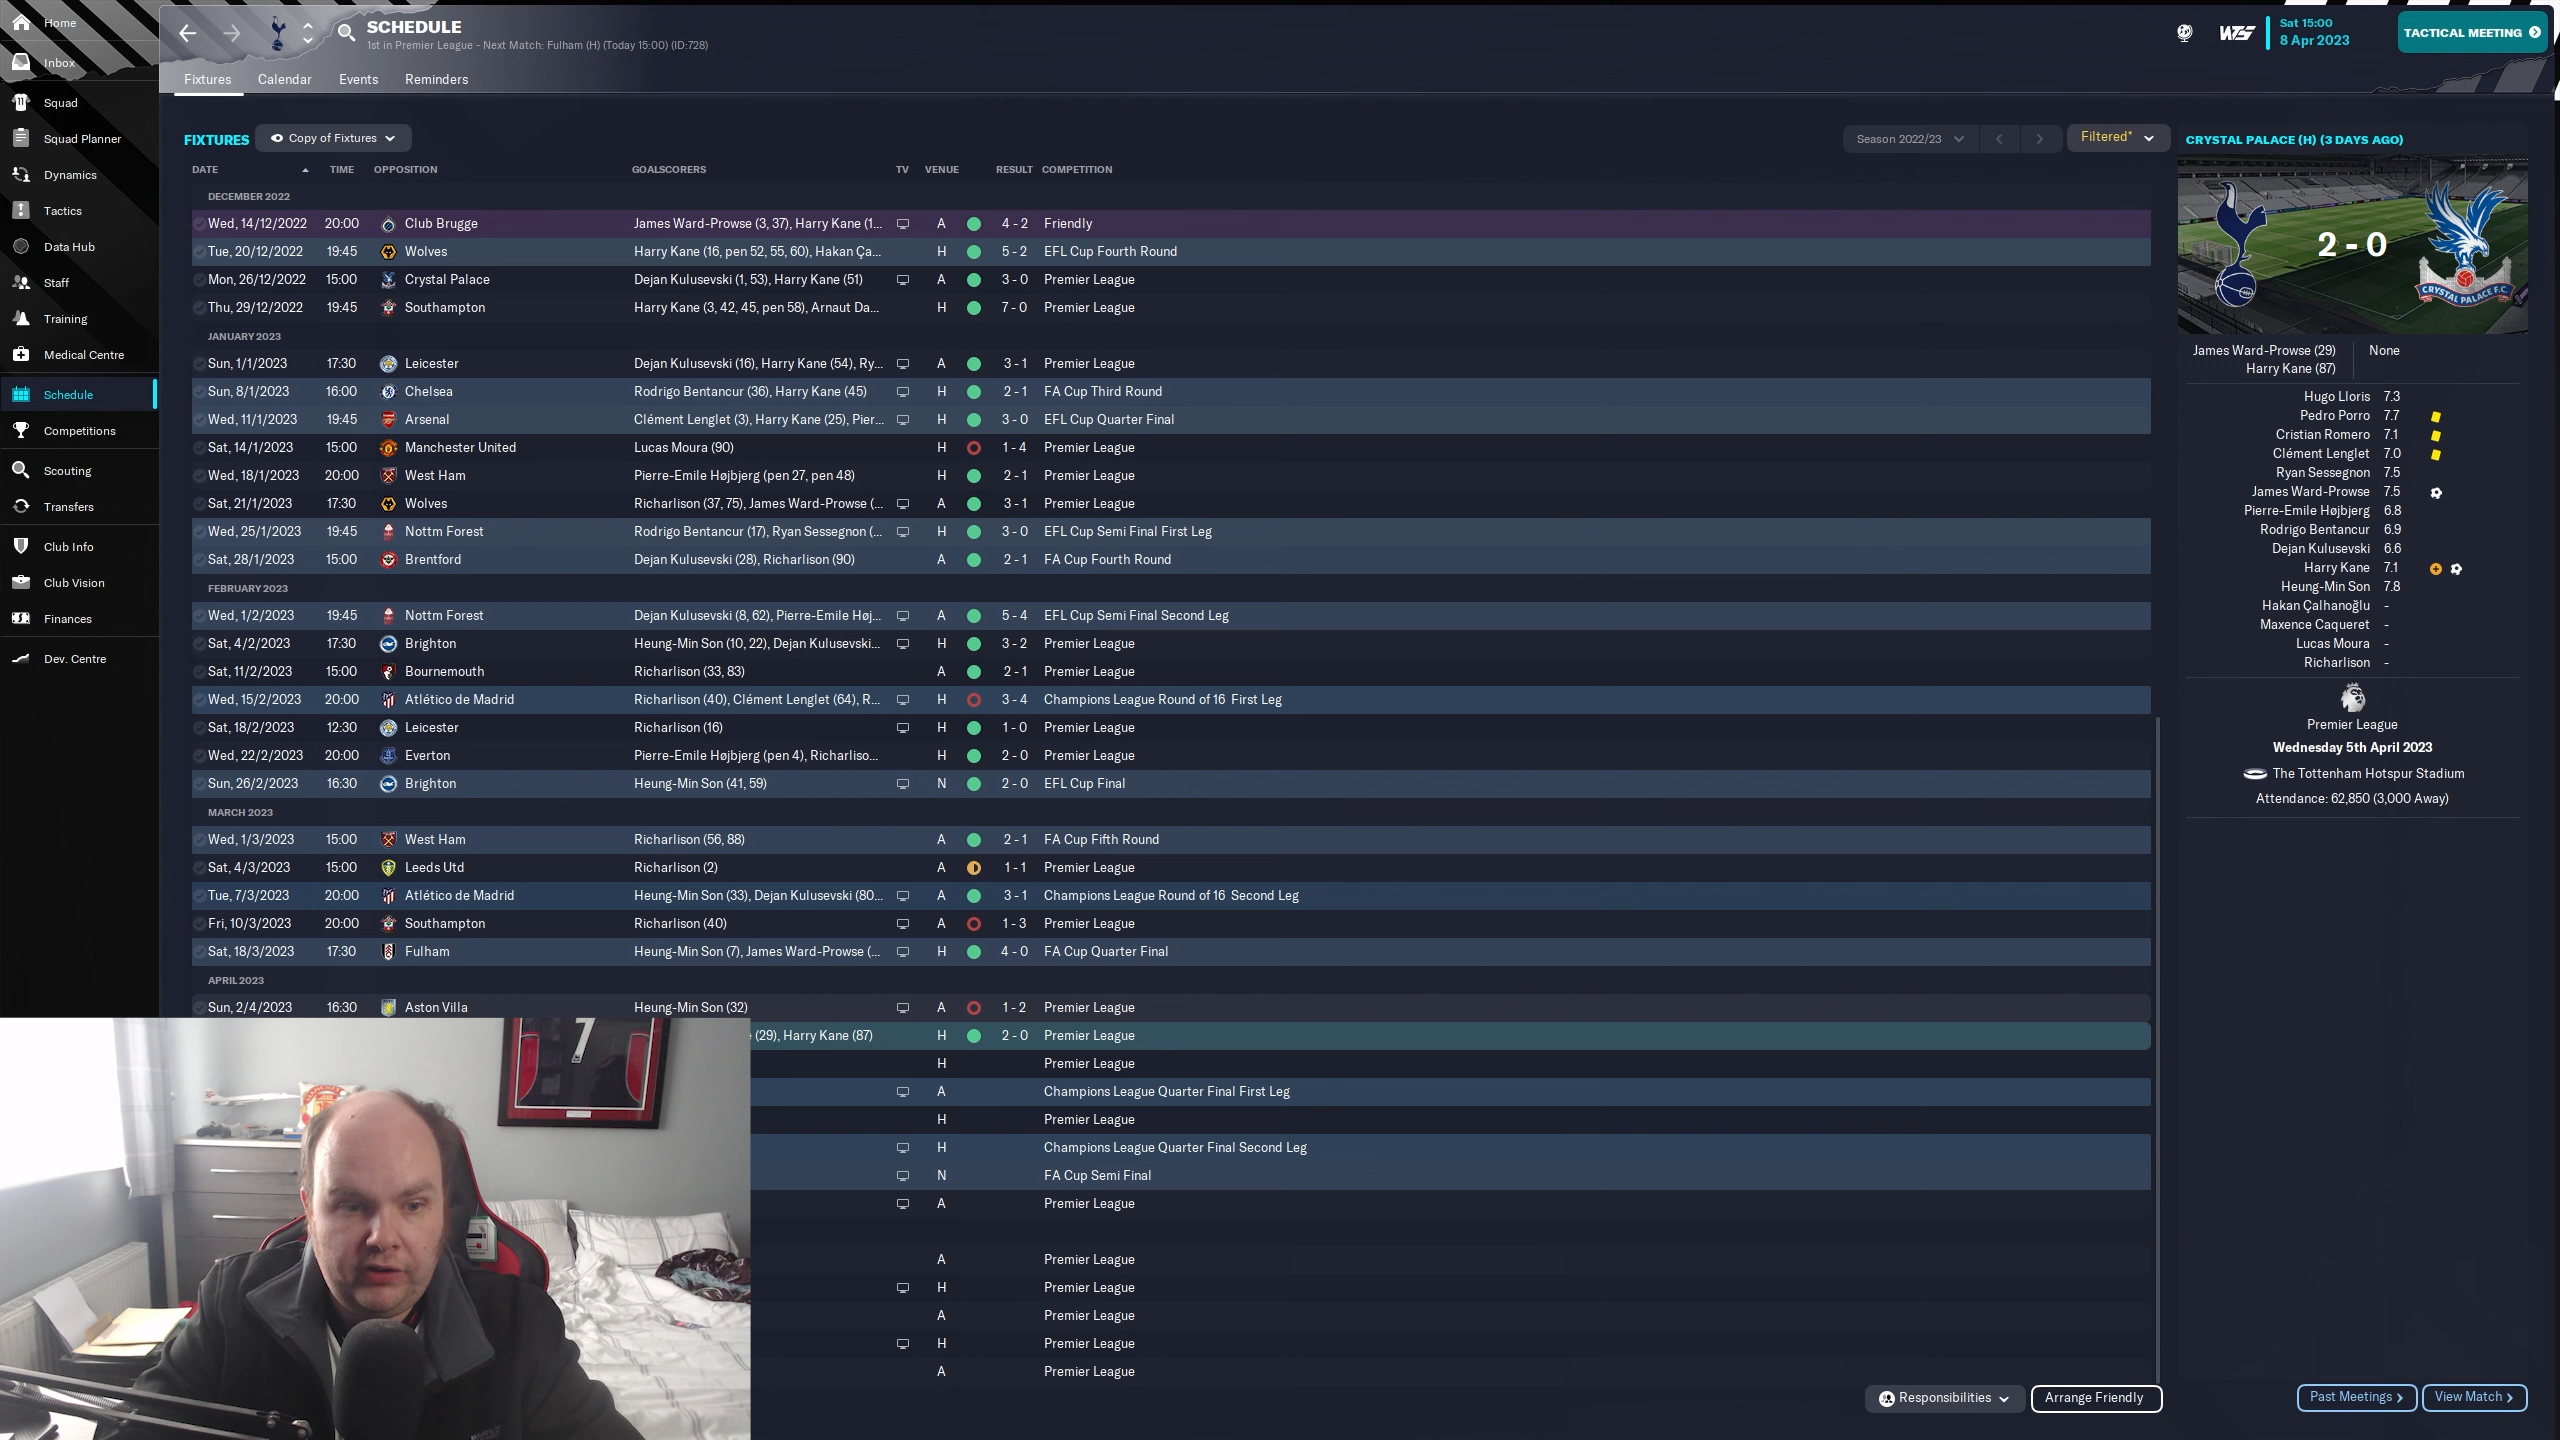 Home
Inbox
Squad
Squad Planner
Dynamics
Tactics
Data Hub
Staff
Training
Medical Centre
Schedule
Competitions
Scouting
Transfers
Club Info
Club Vision
Finances
Dev. Centre
SCHEDULE
1st in Premier League - Next Match: Fulham (H) (Today 15:00) (ID:728)
Sat 15:00
8 Apr 2023
TACTICAL MEETING
Fixtures Calendar Events Reminders
FIXTURES Copy of Fixtures Season 2022/23 Filtered*
DATE TIME OPPOSITION GOALSCORERS TV VENUE RESULT COMPETITION
DECEMBER 2022
Wed, 14/12/2022 20:00 Club Brugge James Ward-Prowse (3, 37), Harry Kane (1... A 4 - 2 Friendly
Tue, 20/12/2022 19:45 Wolves Harry Kane (16, pen 52, 55, 60), Hakan Ça... H 5 - 2 EFL Cup Fourth Round
Mon, 26/12/2022 15:00 Crystal Palace Dejan Kulusevski (1, 53), Harry Kane (51) A 3 - 0 Premier League
Thu, 29/12/2022 19:45 Southampton Harry Kane (3, 42, 45, pen 58), Arnaut Da... H 7 - 0 Premier League
JANUARY 2023
Sun, 1/1/2023 17:30 Leicester Dejan Kulusevski (16), Harry Kane (54), Ry... A 3 - 1 Premier League
Sun, 8/1/2023 16:00 Chelsea Rodrigo Bentancur (36), Harry Kane (45) H 2 - 1 FA Cup Third Round
Wed, 11/1/2023 19:45 Arsenal Clément Lenglet (3), Harry Kane (25), Pier... H 3 - 0 EFL Cup Quarter Final
Sat, 14/1/2023 15:00 Manchester United Lucas Moura (90) H 1 - 4 Premier League
Wed, 18/1/2023 20:00 West Ham Pierre-Emile Højbjerg (pen 27, pen 48) H 2 - 1 Premier League
Sat, 21/1/2023 17:30 Wolves Richarlison (37, 75), James Ward-Prowse (... A 3 - 1 Premier League
Wed, 25/1/2023 19:45 Nottm Forest Rodrigo Bentancur (17), Ryan Sessegnon (... H 3 - 0 EFL Cup Semi Final First Leg
Sat, 28/1/2023 15:00 Brentford Dejan Kulusevski (28), Richarlison (90) A 2 - 1 FA Cup Fourth Round
FEBRUARY 2023
Wed, 1/2/2023 19:45 Nottm Forest Dejan Kulusevski (8, 62), Pierre-Emile Høj... A 5 - 4 EFL Cup Semi Final Second Leg
Sat, 4/2/2023 17:30 Brighton Heung-Min Son (10, 22), Dejan Kulusevski... H 3 - 2 Premier League
Sat, 11/2/2023 15:00 Bournemouth Richarlison (33, 83) A 2 - 1 Premier League
Wed, 15/2/2023 20:00 Atlético de Madrid Richarlison (40), Clément Lenglet (64), R... H 3 - 4 Champions League Round of 16 First Leg
Sat, 18/2/2023 12:30 Leicester Richarlison (16) H 1 - 0 Premier League
Wed, 22/2/2023 20:00 Everton Pierre-Emile Højbjerg (pen 4), Richarliso... H 2 - 0 Premier League
Sun, 26/2/2023 16:30 Brighton Heung-Min Son (41, 59) N 2 - 0 EFL Cup Final
MARCH 2023
Wed, 1/3/2023 15:00 West Ham Richarlison (56, 88) A 2 - 1 FA Cup Fifth Round
Sat, 4/3/2023 15:00 Leeds Utd Richarlison (2) A 1 - 1 Premier League
Tue, 7/3/2023 20:00 Atlético de Madrid Heung-Min Son (33), Dejan Kulusevski (80... A 3 - 1 Champions League Round of 16 Second Leg
Fri, 10/3/2023 20:00 Southampton Richarlison (40) A 1 - 3 Premier League
Sat, 18/3/2023 17:30 Fulham Heung-Min Son (7), James Ward-Prowse (... H 4 - 0 FA Cup Quarter Final
APRIL 2023
Sun, 2/4/2023 16:30 Aston Villa Heung-Min Son (32) A 1 - 2 Premier League
(29), Harry Kane (87) H 2 - 0 Premier League
H Premier League
A Champions League Quarter Final First Leg
H Premier League
H Champions League Quarter Final Second Leg
N FA Cup Semi Final
A Premier League
A Premier League
H Premier League
A Premier League
H Premier League
A Premier League
Responsibilities Arrange Friendly
7
CRYSTAL PALACE (H) (3 DAYS AGO)
2 - 0
CRYSTAL PALACE F.C.
James Ward-Prowse (29) None
Harry Kane (87)
Hugo Lloris 7.3
Pedro Porro 7.7
Cristian Romero 7.1
Clément Lenglet 7.0
Ryan Sessegnon 7.5
James Ward-Prowse 7.5
Pierre-Emile Højbjerg 6.8
Rodrigo Bentancur 6.9
Dejan Kulusevski 6.6
Harry Kane 7.1
Heung-Min Son 7.8
Hakan Çalhanoğlu -
Maxence Caqueret -
Lucas Moura -
Richarlison -
Premier League
Wednesday 5th April 2023
The Tottenham Hotspur Stadium
Attendance: 62,850 (3,000 Away)
Past Meetings View Match